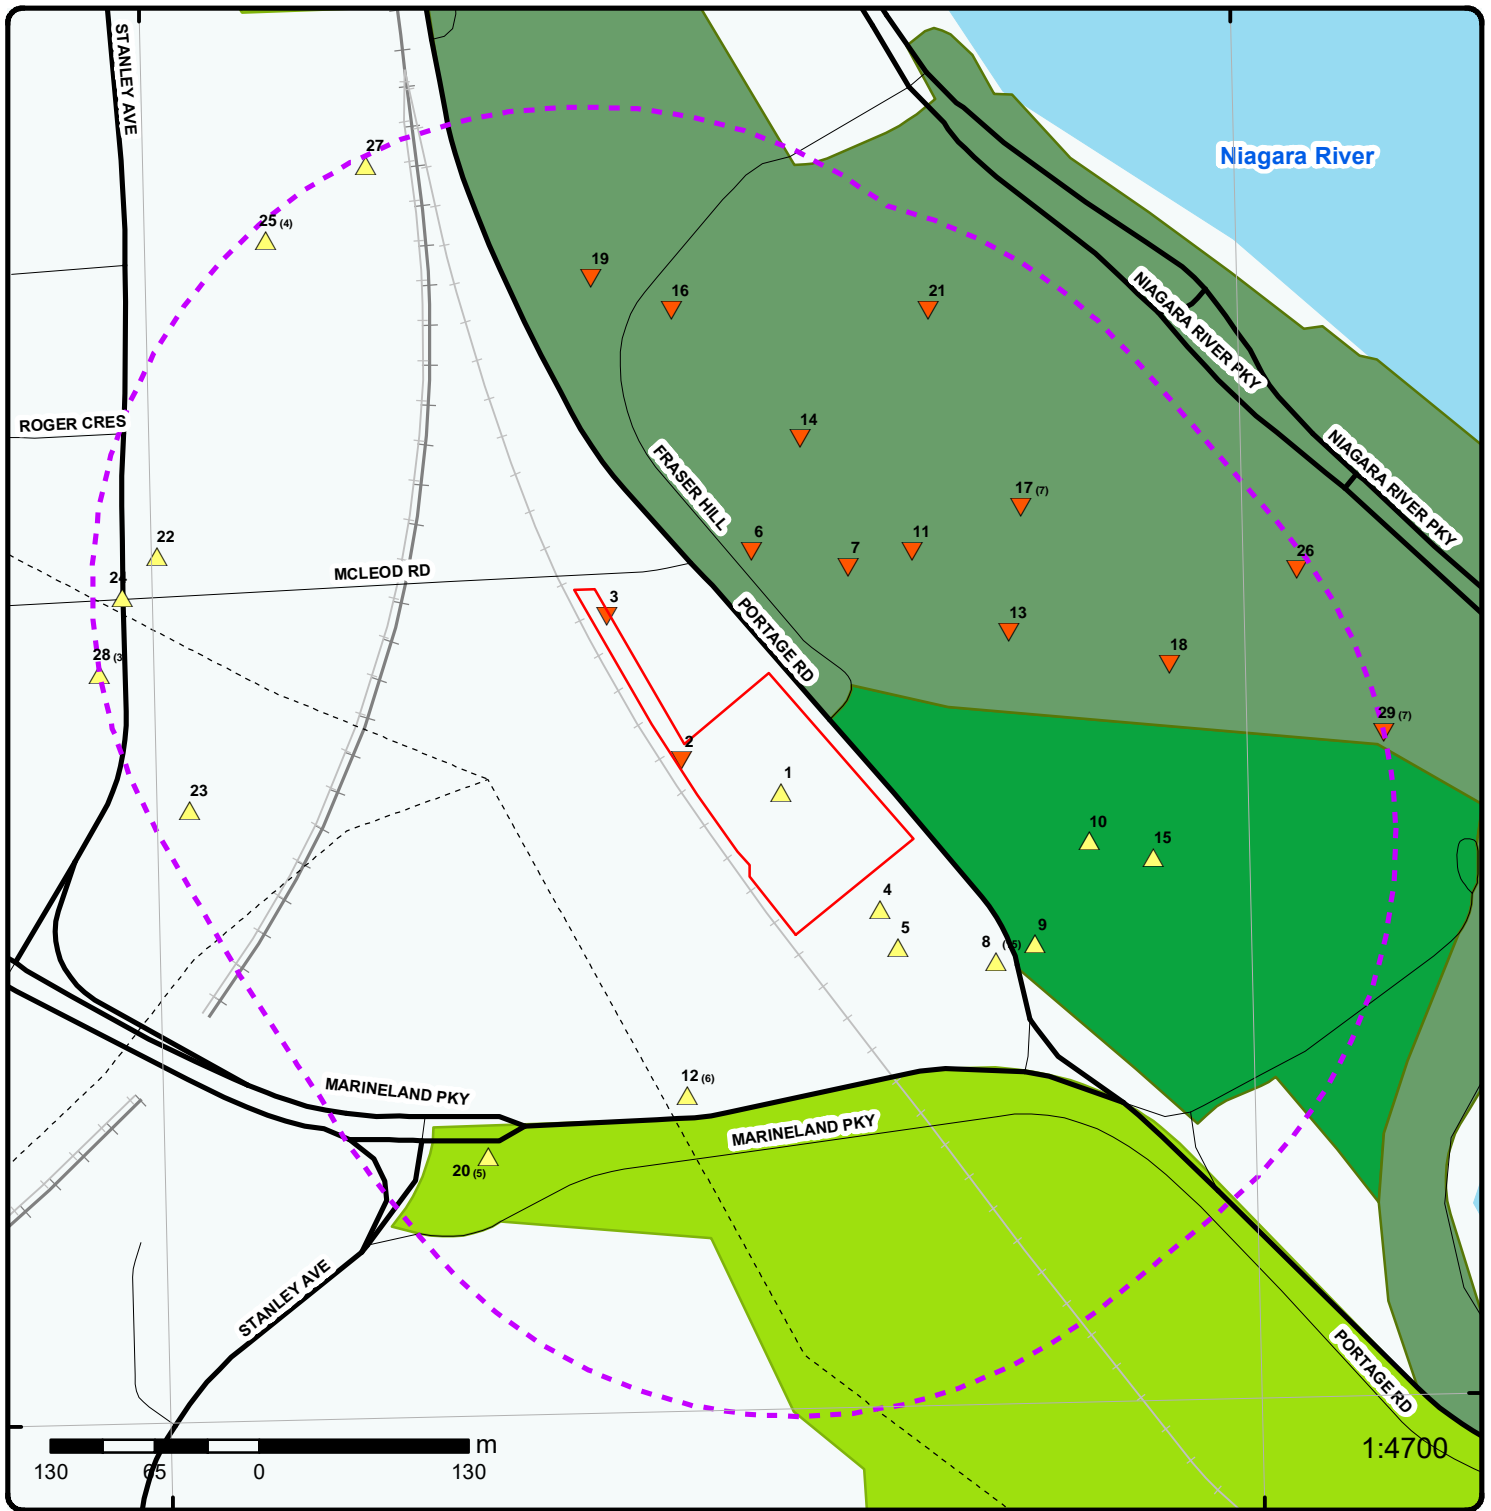 STANLEY AVE
27
Niagara River
25 (4)
19
16
21
NIAGARA RIVER PKY
ROGER CRES
14
FRASER HILL
NIAGARA RIVER PKY
17 (7)
22
6
7
11
26
MCLEOD RD
24
3
PORTAGE RD
13
28 (3
18
29 (7)
2
1
23
10
15
4
5
8
9
MARINELAND PKY
12 (6)
MARINELAND PKY
20 (5)
STANLEY AVE
PORTAGE RD
m
1:4700
130 65 0 130